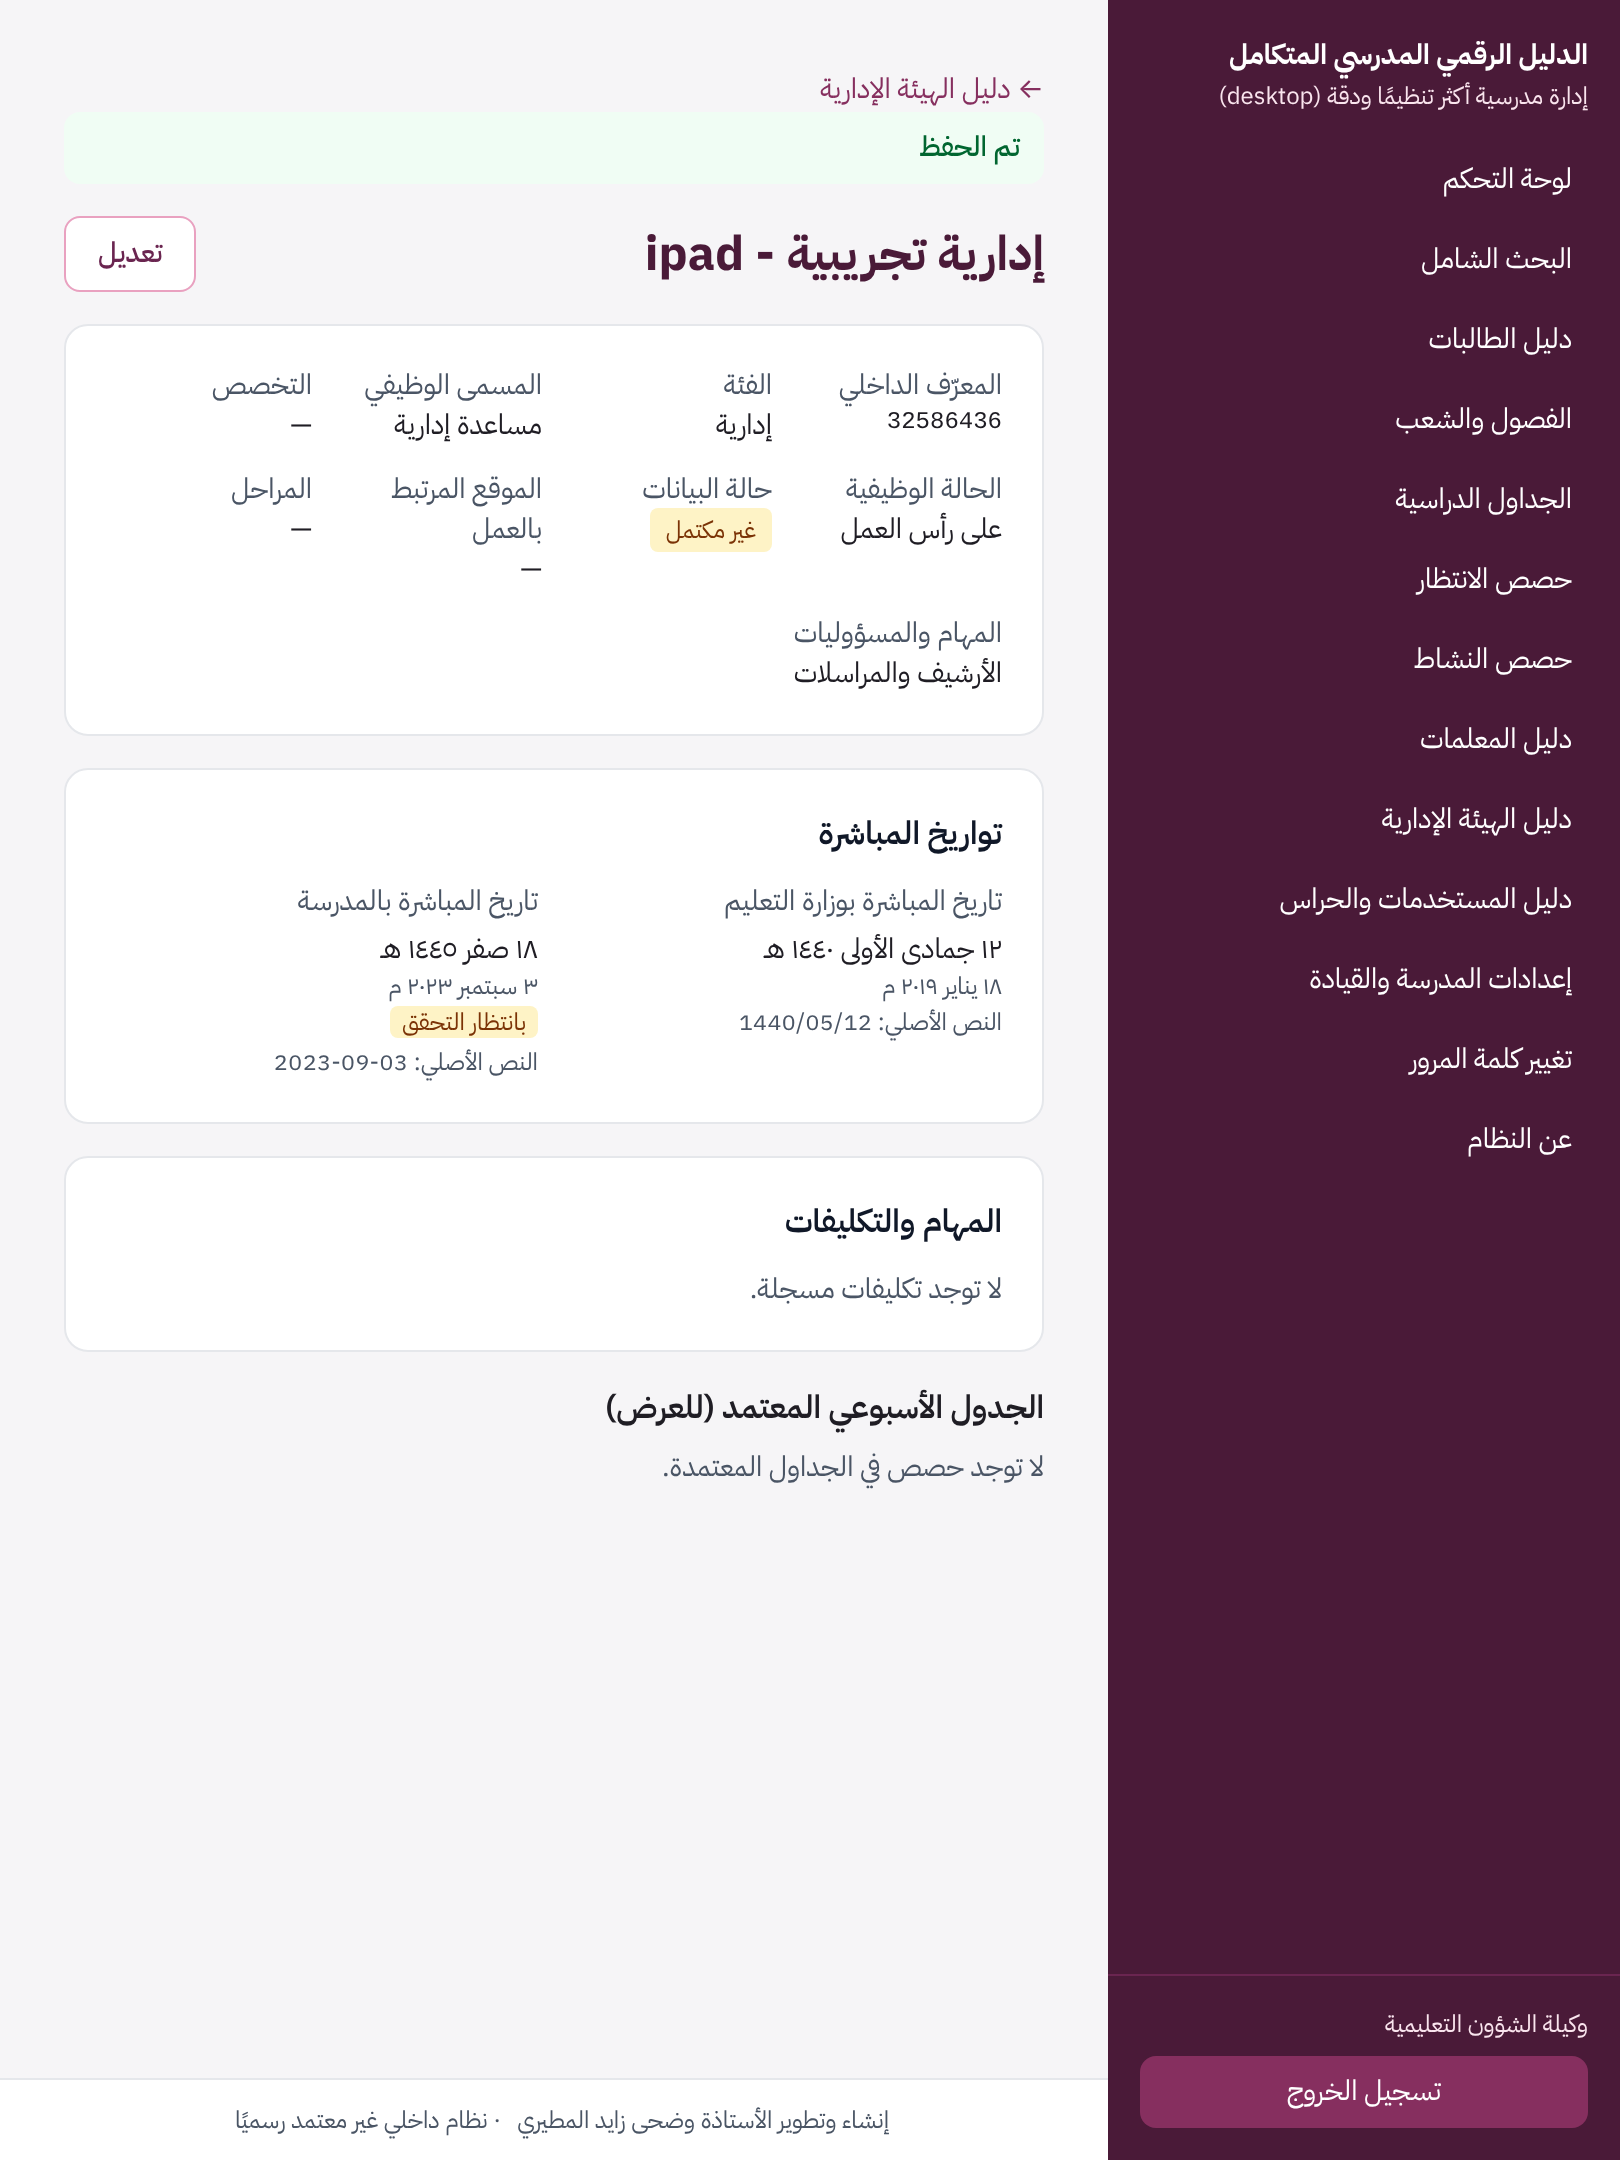 الدليل الرقمي المدرسي المتكامل
إدارة مدرسية أكثر تنظيمًا ودقة (desktop)
لوحة التحكم
البحث الشامل
دليل الطالبات
الفصول والشعب
الجداول الدراسية
حصص الانتظار
حصص النشاط
دليل المعلمات
دليل الهيئة الإدارية
دليل المستخدمات والحراس
إعدادات المدرسة والقيادة
تغيير كلمة المرور
عن النظام
وكيلة الشؤون التعليمية
تسجيل الخروج
← دليل الهيئة الإدارية
تم الحفظ
إدارية تجريبية - ipad
تعديل
المعرّف الداخلي
32586436
الفئة
إدارية
المسمى الوظيفي
مساعدة إدارية
التخصص
—
الحالة الوظيفية
على رأس العمل
حالة البيانات
غير مكتمل
الموقع المرتبط
بالعمل
—
المراحل
—
المهام والمسؤوليات
الأرشيف والمراسلات
تواريخ المباشرة
تاريخ المباشرة بوزارة التعليم
١٢ جمادى الأولى ١٤٤٠ هـ
١٨ يناير ٢٠١٩ م
النص الأصلي: 1440/05/12
تاريخ المباشرة بالمدرسة
١٨ صفر ١٤٤٥ هـ
٣ سبتمبر ٢٠٢٣ م
بانتظار التحقق
النص الأصلي: 2023-09-03
المهام والتكليفات
لا توجد تكليفات مسجلة.
الجدول الأسبوعي المعتمد (للعرض)
لا توجد حصص في الجداول المعتمدة.
إنشاء وتطوير الأستاذة وضحى زايد المطيري · نظام داخلي غير معتمد رسميًا